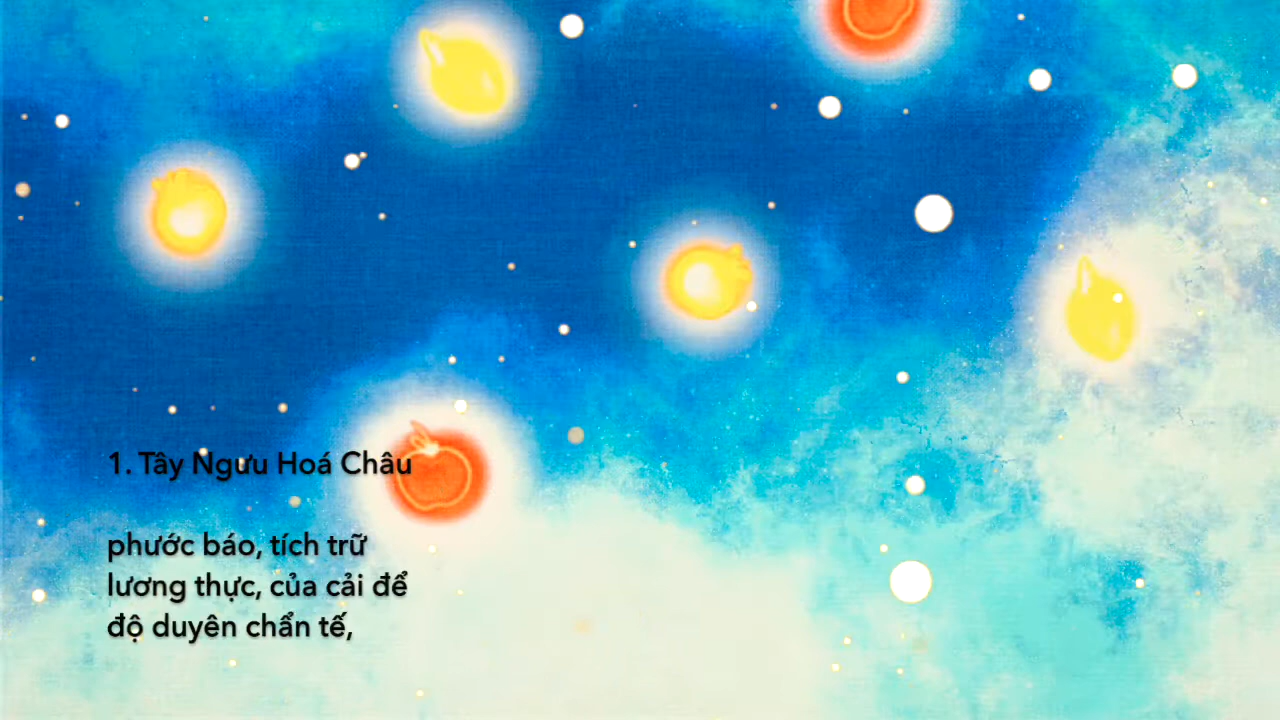 1. Tây Ngưu Hoá Châu
phước báo, tích trữ
lương thực, của cải để
độ duyên chẩn tế,